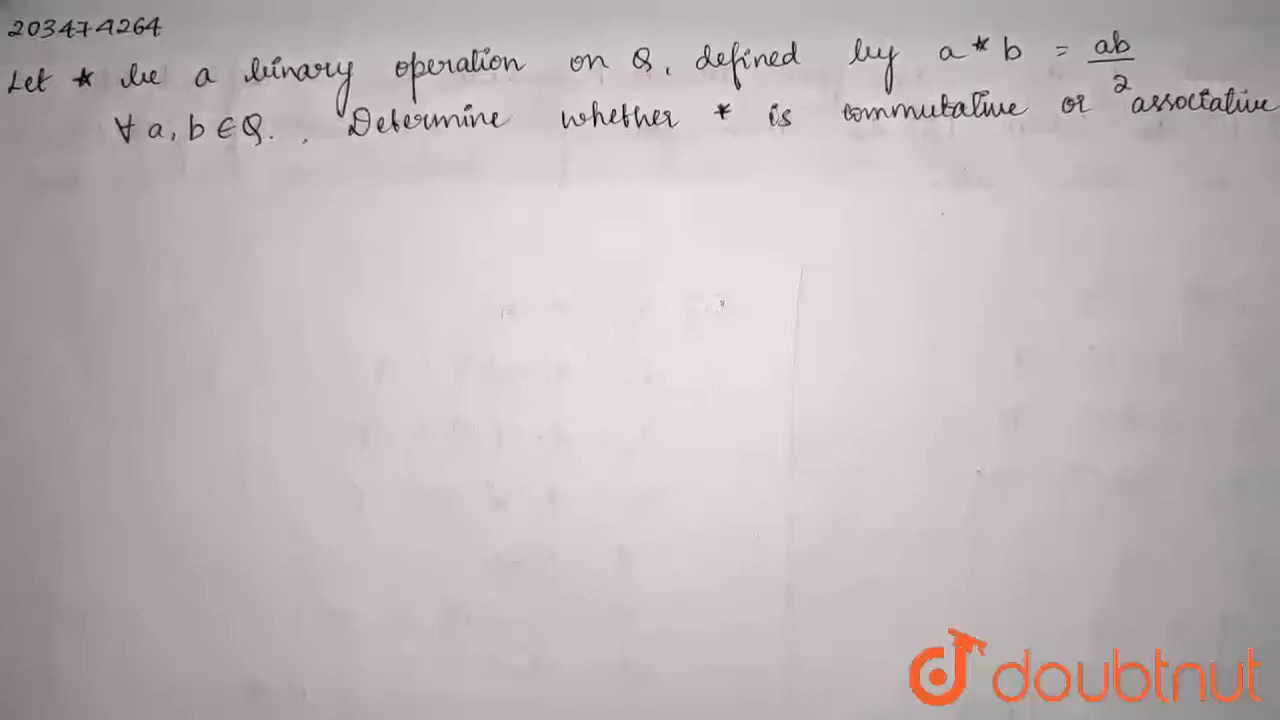 203474264
Let * be a binary operation on Q, defined by a * b = ab/2
∀ a, b ∈ Q. Determine whether * is commutative or associative
doubtnut